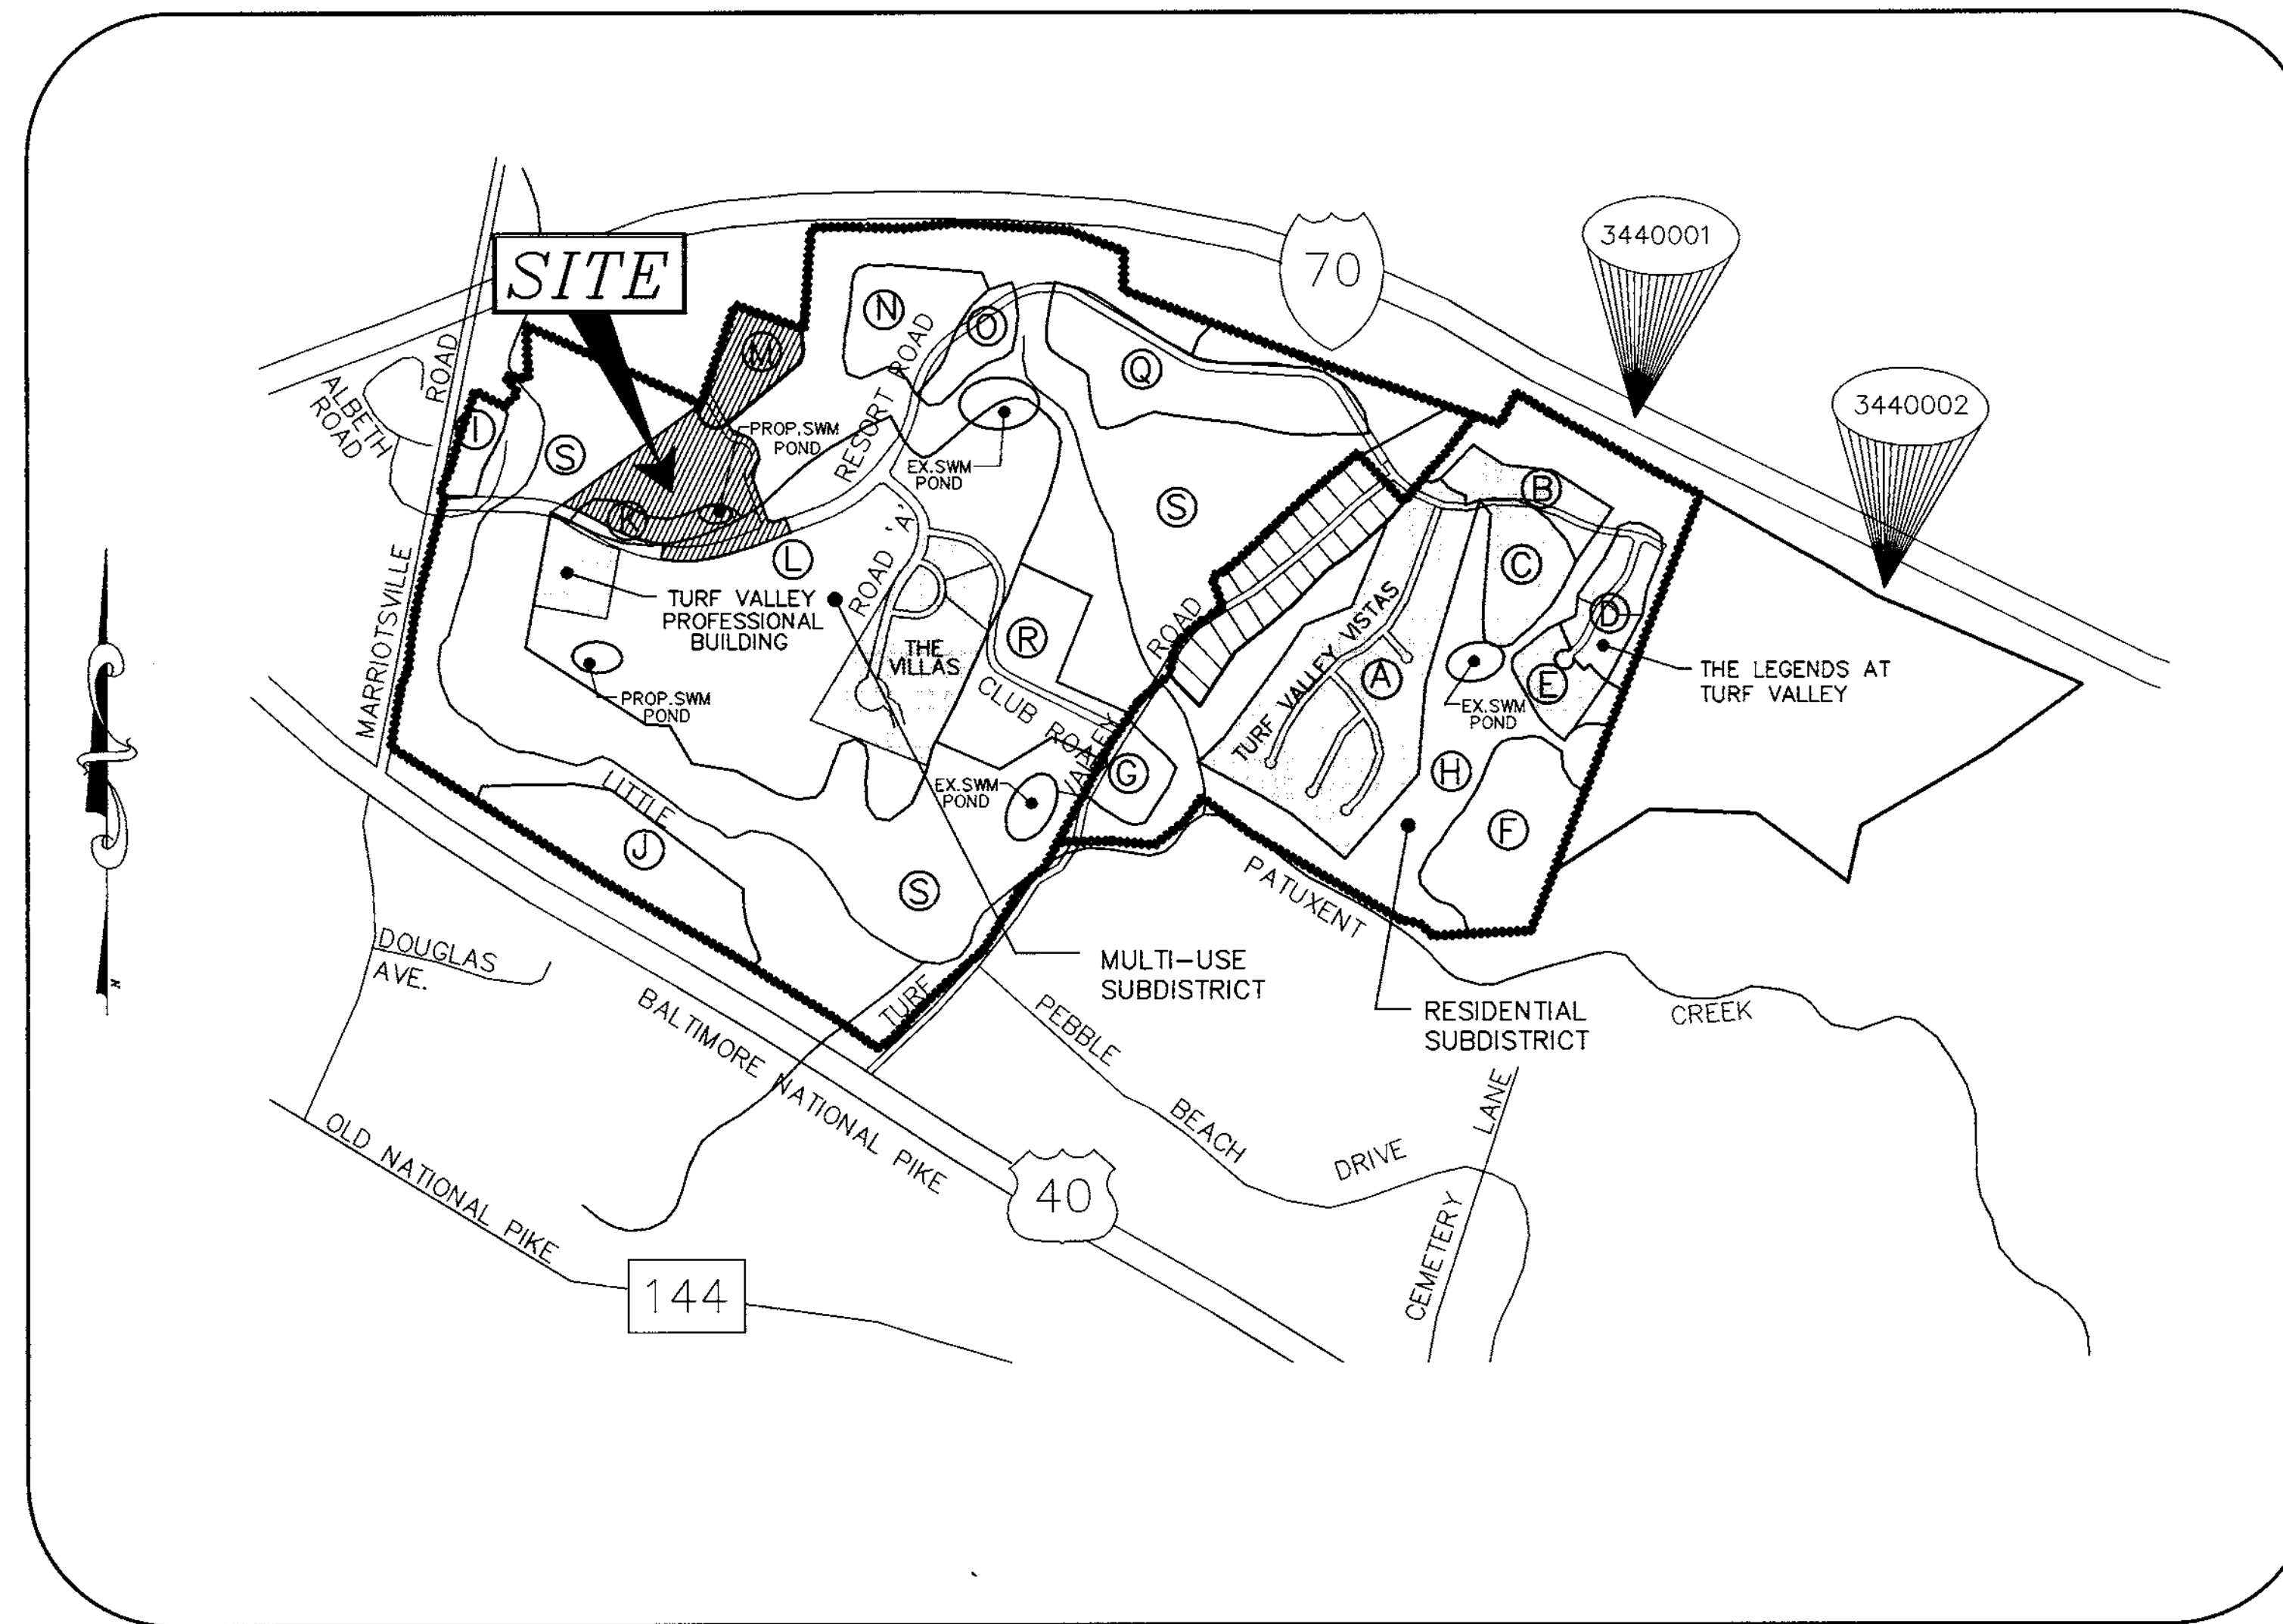 3440001
70
SITE
3440002
N
O
M
ROAD
RESORT ROAD
Q
ALBETH
ROAD
I
S
PROP.SWM
POND
EX.SWM
POND
K
S
B
L
ROAD 'A'
C
MARRIOTSVILLE
TURF VALLEY
PROFESSIONAL
BUILDING
THE
VILLAS
R
ROAD
TURF VALLEY VISTAS
A
D
E
THE LEGENDS AT
TURF VALLEY
PROP.SWM
POND
CLUB ROAD
VALLEY
EX.SWM
POND
G
H
LITTLE
EX.SWM
POND
J
F
S
PATUXENT
DOUGLAS
AVE.
TURF
MULTI-USE
SUBDISTRICT
RESIDENTIAL
SUBDISTRICT
CREEK
N
BALTIMORE NATIONAL PIKE
PEBBLE
BEACH
DRIVE
LANE
CEMETERY
OLD NATIONAL PIKE
40
144